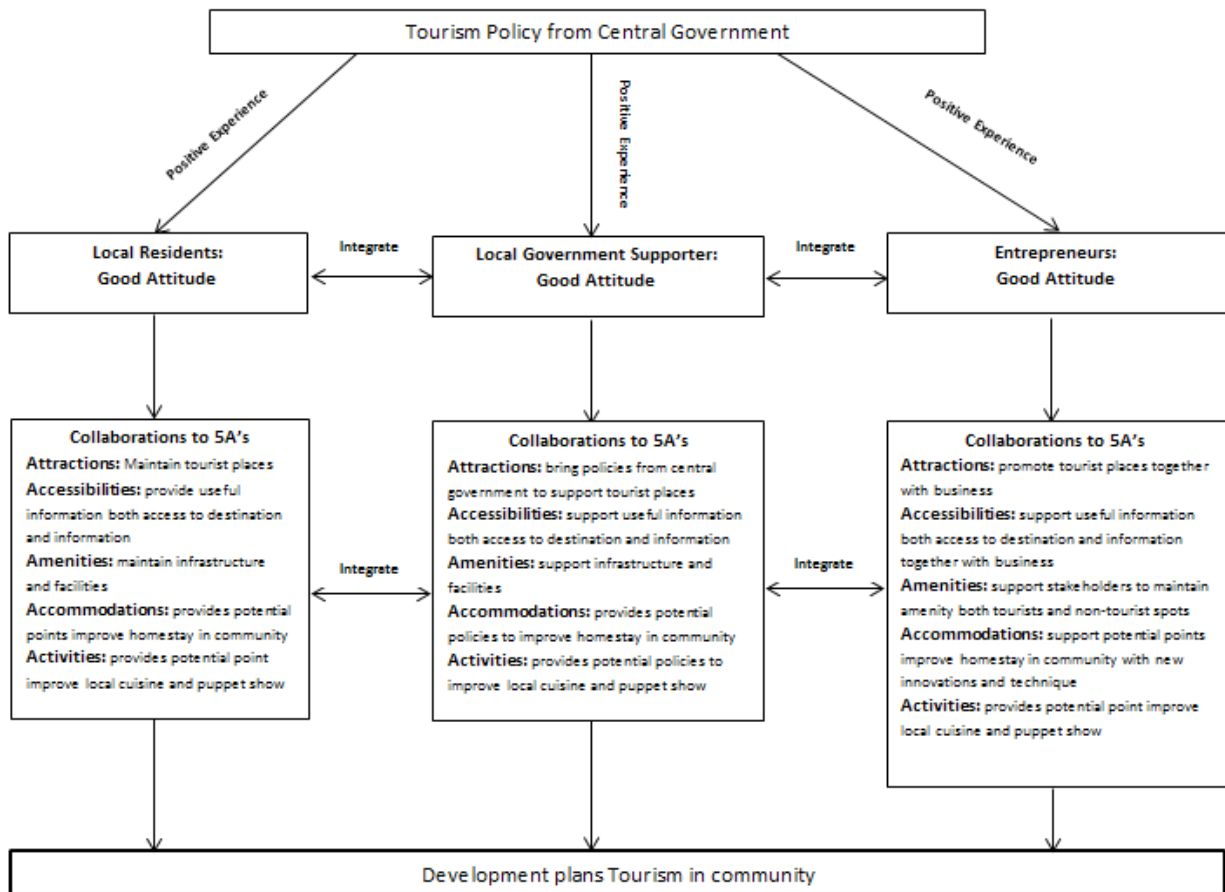 Tourism Policy from Central Government
Positive Experience
Positive Experience
Positive Experience
Local Residents:
Good Attitude
Integrate
Local Government Supporter:
Good Attitude
Integrate
Entrepreneurs:
Good Attitude
Collaborations to 5A's
Attractions: Maintain tourist places
Accessibilities: provide useful
information both access to destination
and information
Amenities: maintain infrastructure
and facilities
Accommodations: provides potential
points improve homestay in community
Activities: provides potential point
improve local cuisine and puppet show
Integrate
Collaborations to 5A's
Attractions: bring policies from central
government to support tourist places
Accessibilities: support useful information
both access to destination and information
Amenities: support infrastructure and
facilities
Accommodations: provides potential
policies to improve homestay in community
Activities: provides potential policies to
improve local cuisine and puppet show
Integrate
Collaborations to 5A's
Attractions: promote tourist places together
with business
Accessibilities: support useful information
both access to destination and information
together with business
Amenities: support stakeholders to maintain
amenity both tourists and non-tourist spots
Accommodations: support potential points
improve homestay in community with new
innovations and technique
Activities: provides potential point improve
local cuisine and puppet show
Development plans Tourism in community